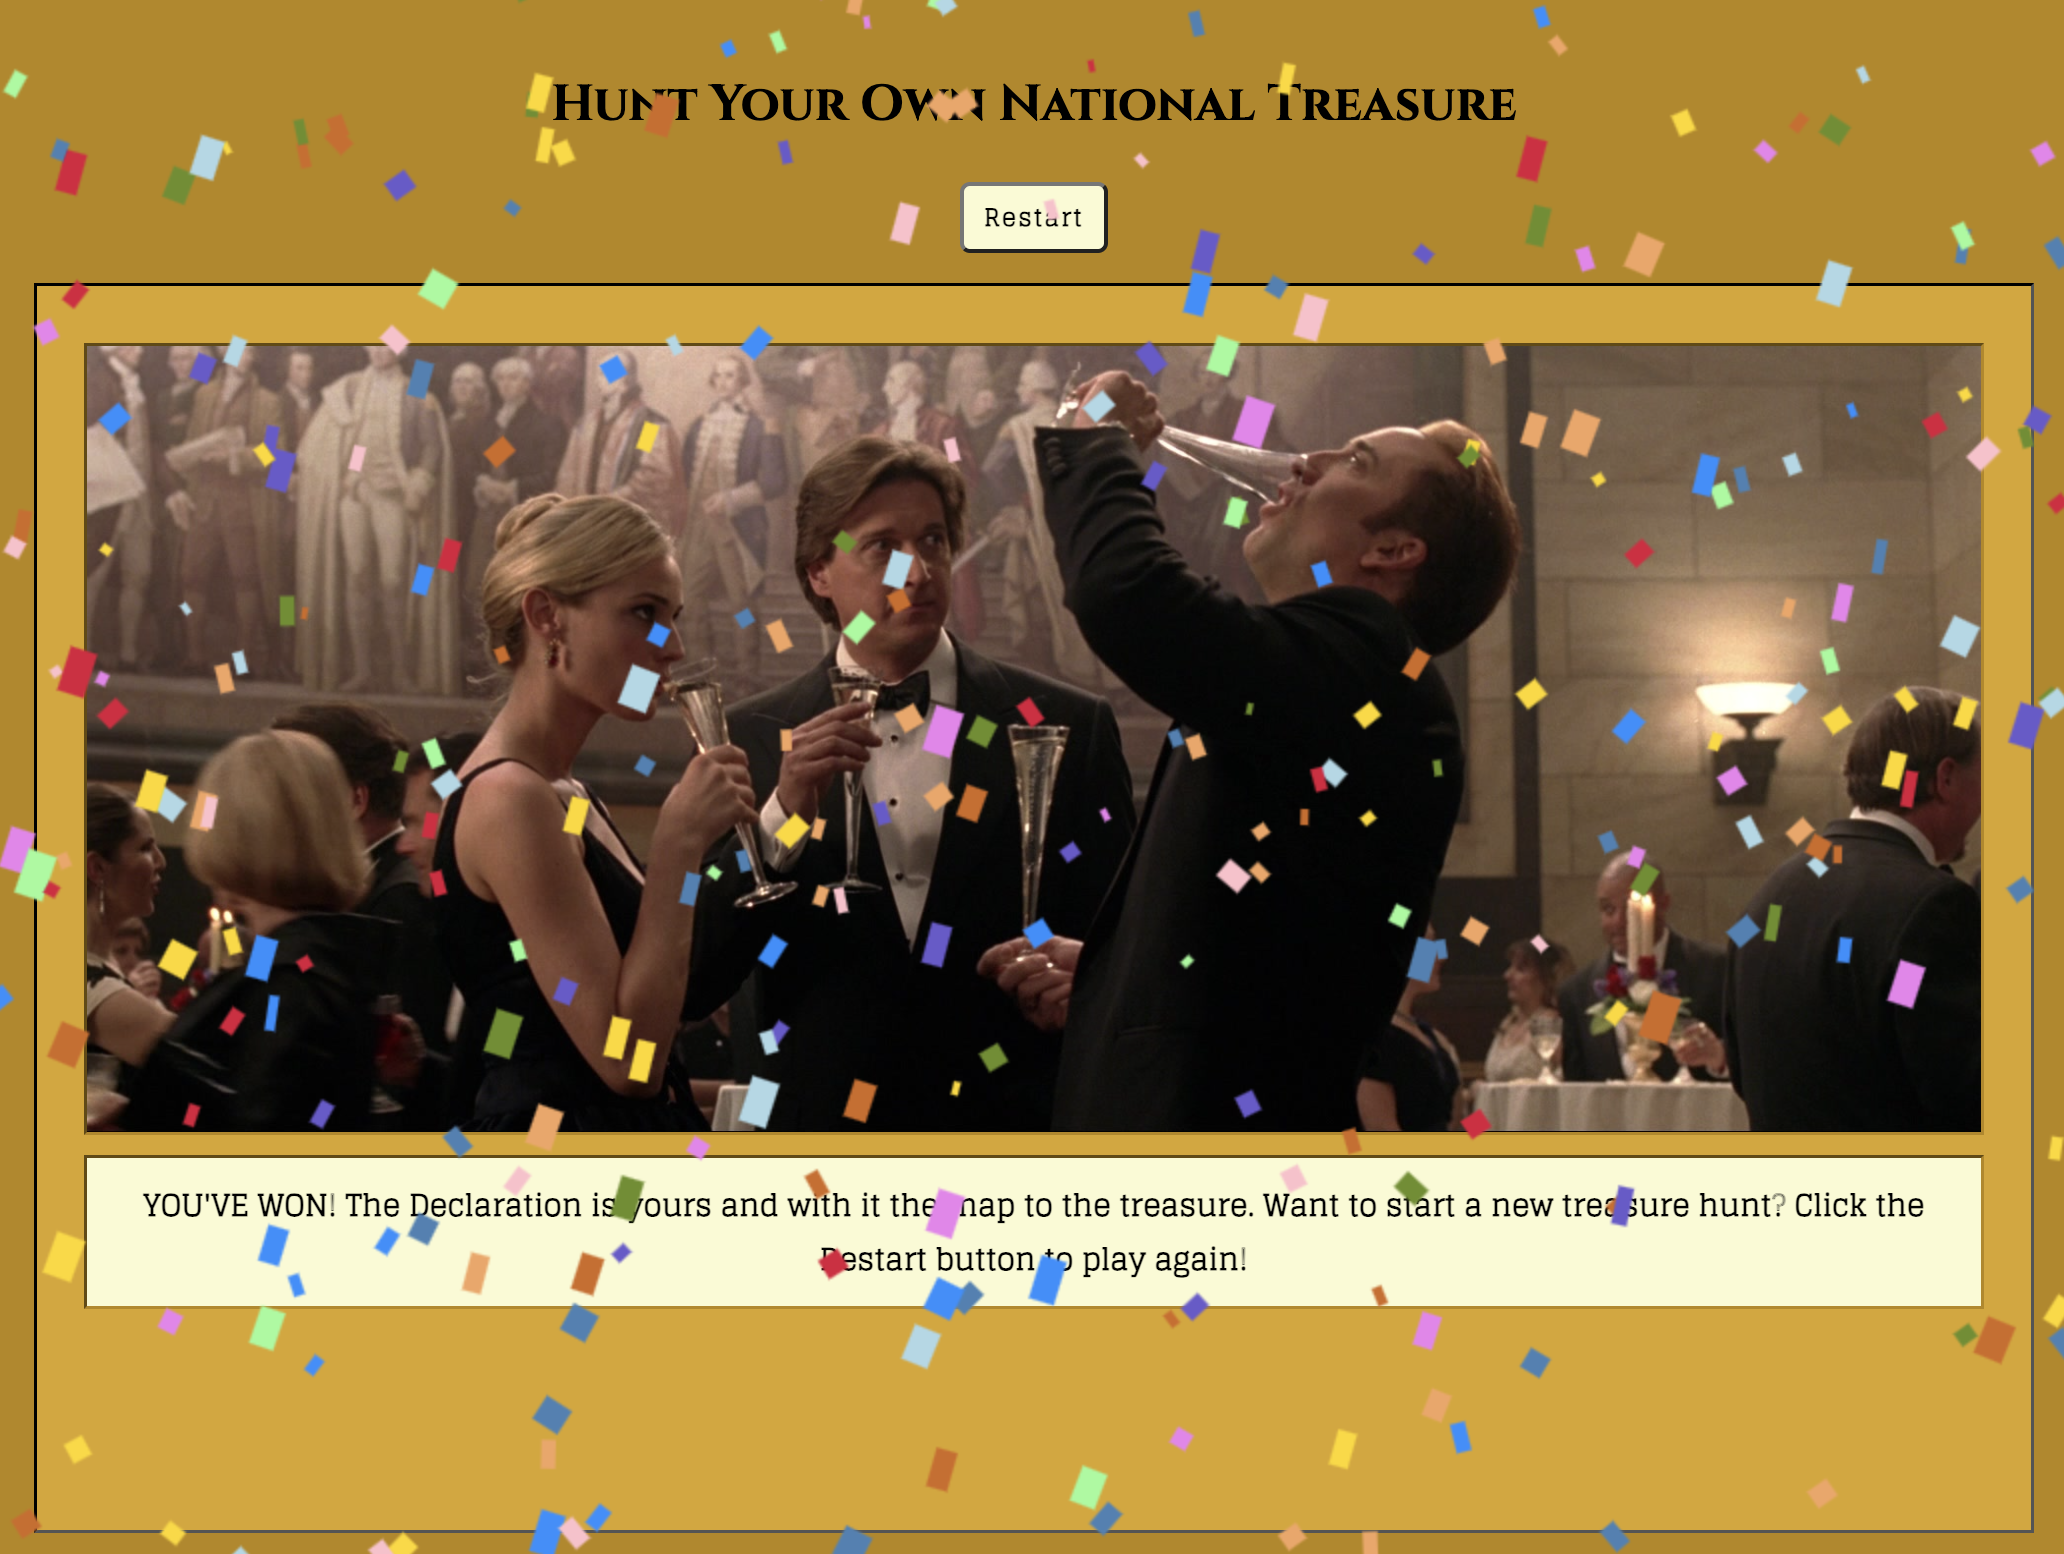 Hunt Your Own National Treasure
Restart
YOU'VE WON! The Declaration is yours and with it the map to the treasure. Want to start a new treasure hunt? Click the
Restart button to play again!